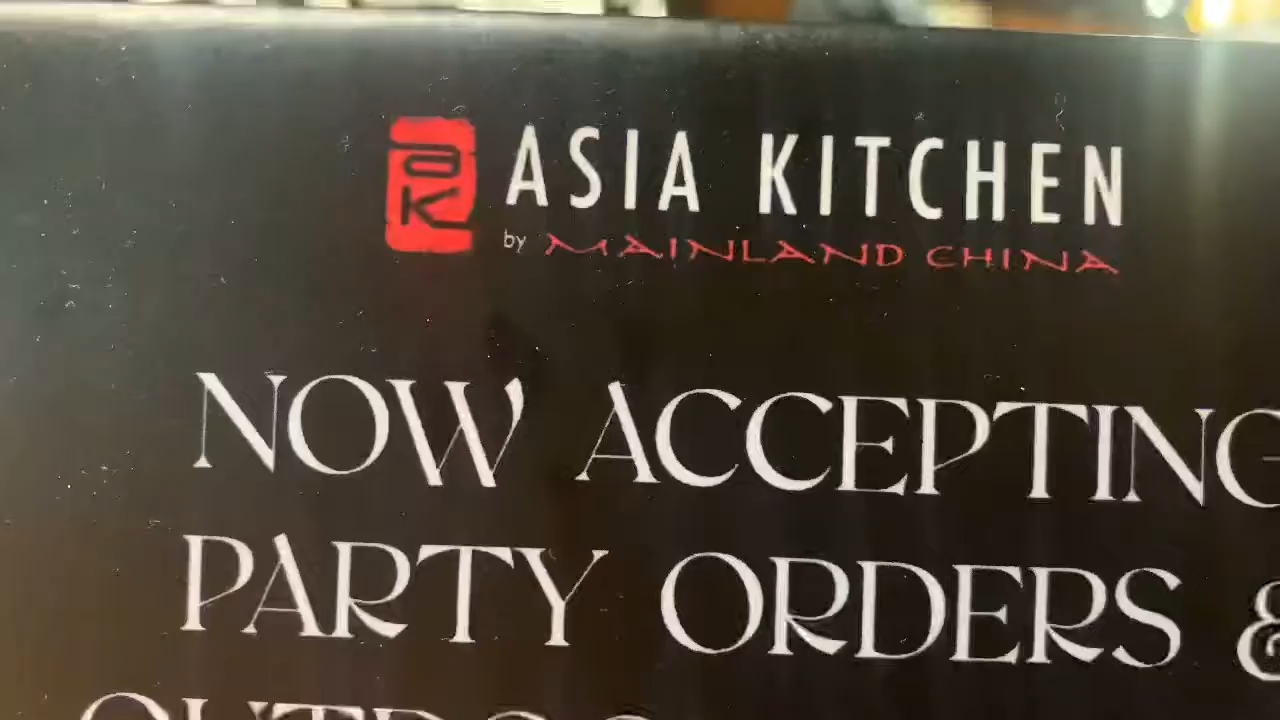 ak
ASIA KITCHEN
by MAINLAND CHINA
NOW ACCEPTING
PARTY ORDERS &